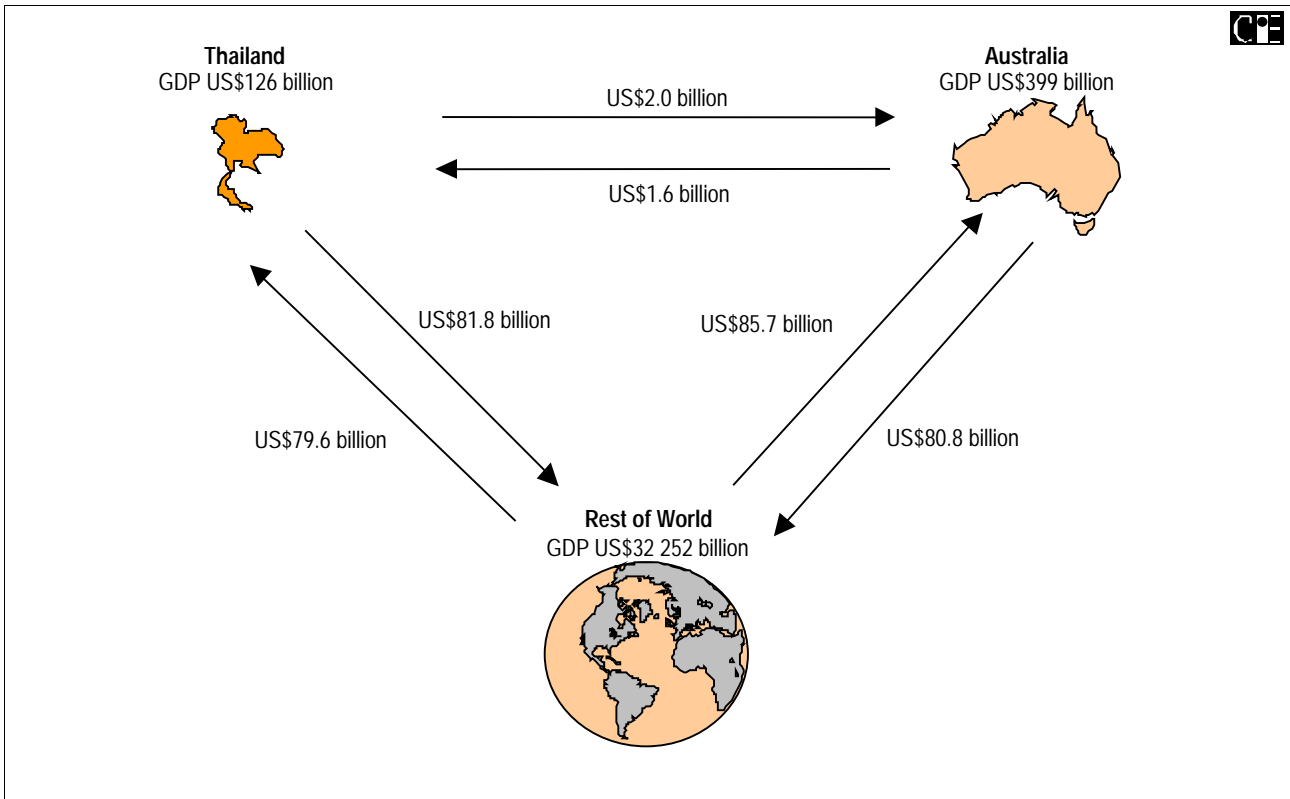 CIE
Thailand
GDP US$126 billion
Australia
GDP US$399 billion
US$2.0 billion
US$1.6 billion
US$81.8 billion
US$85.7 billion
US$79.6 billion
US$80.8 billion
Rest of World
GDP US$32 252 billion